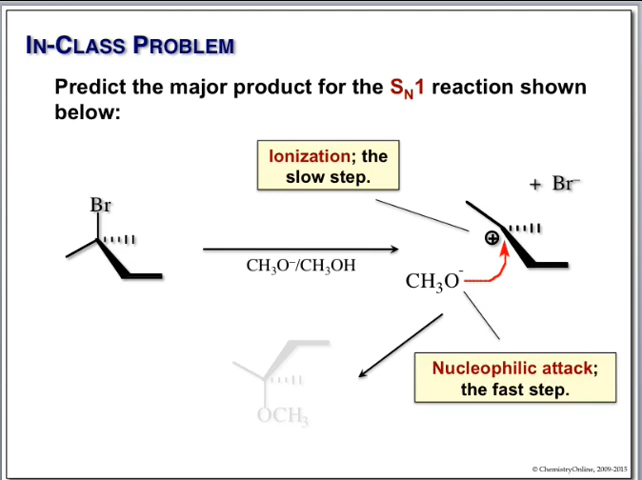 IN-CLASS PROBLEM
Predict the major product for the SN1 reaction shown
below:
Ionization; the
slow step.
+ Br–
Br
⊕
CH3O–/CH3OH
CH3O-
Nucleophilic attack;
the fast step.
OCH3
© ChemistryOnline, 2009-2015